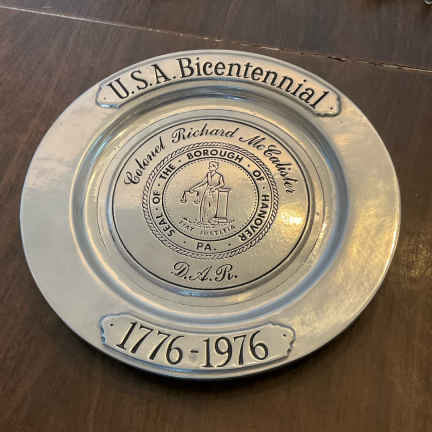 U.S.A. Bicentennial
Colonel Richard McCalister
SEAL · OF · THE · BOROUGH · OF · HANOVER
FIAT JUSTITIA
· PA. ·
D.A.R.
1776-1976